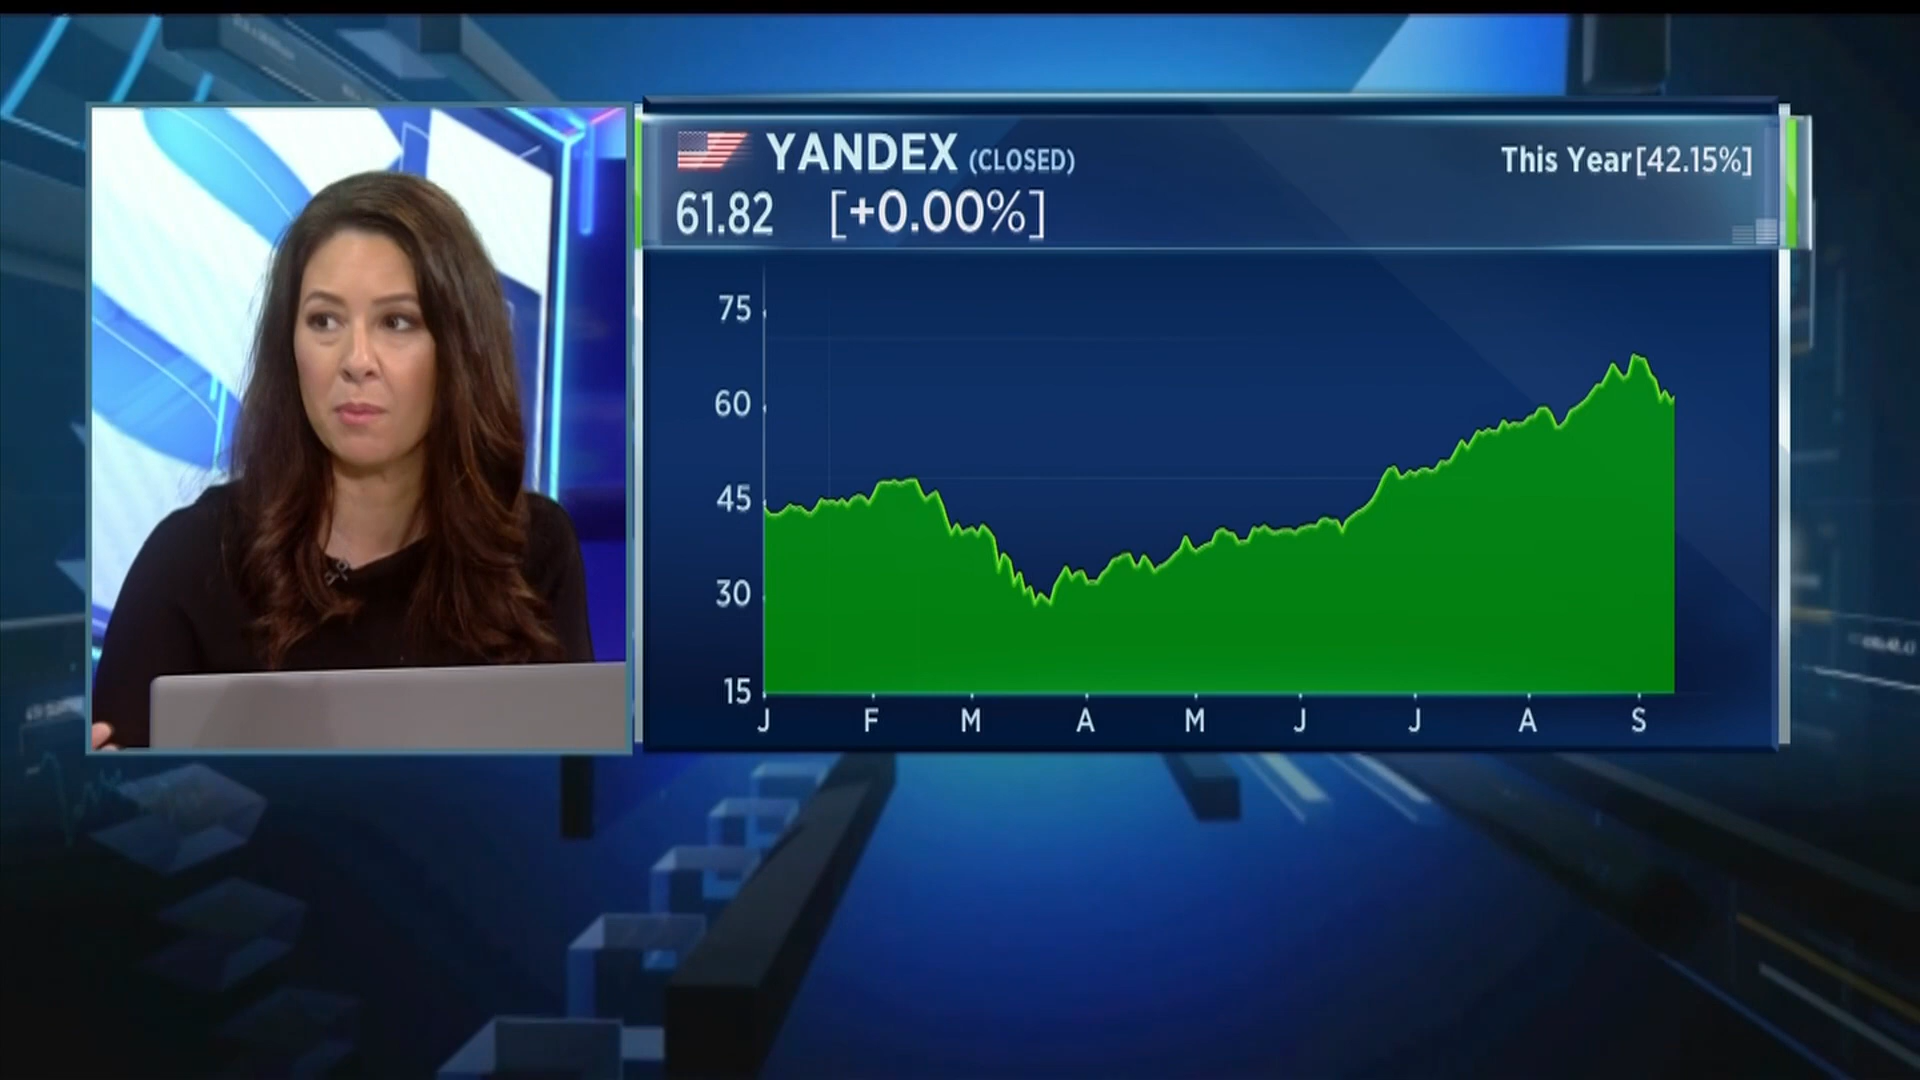 YANDEX (CLOSED)
This Year [42.15%]
61.82 [+0.00%]
75
60
45
30
15
J F M A M J J A S